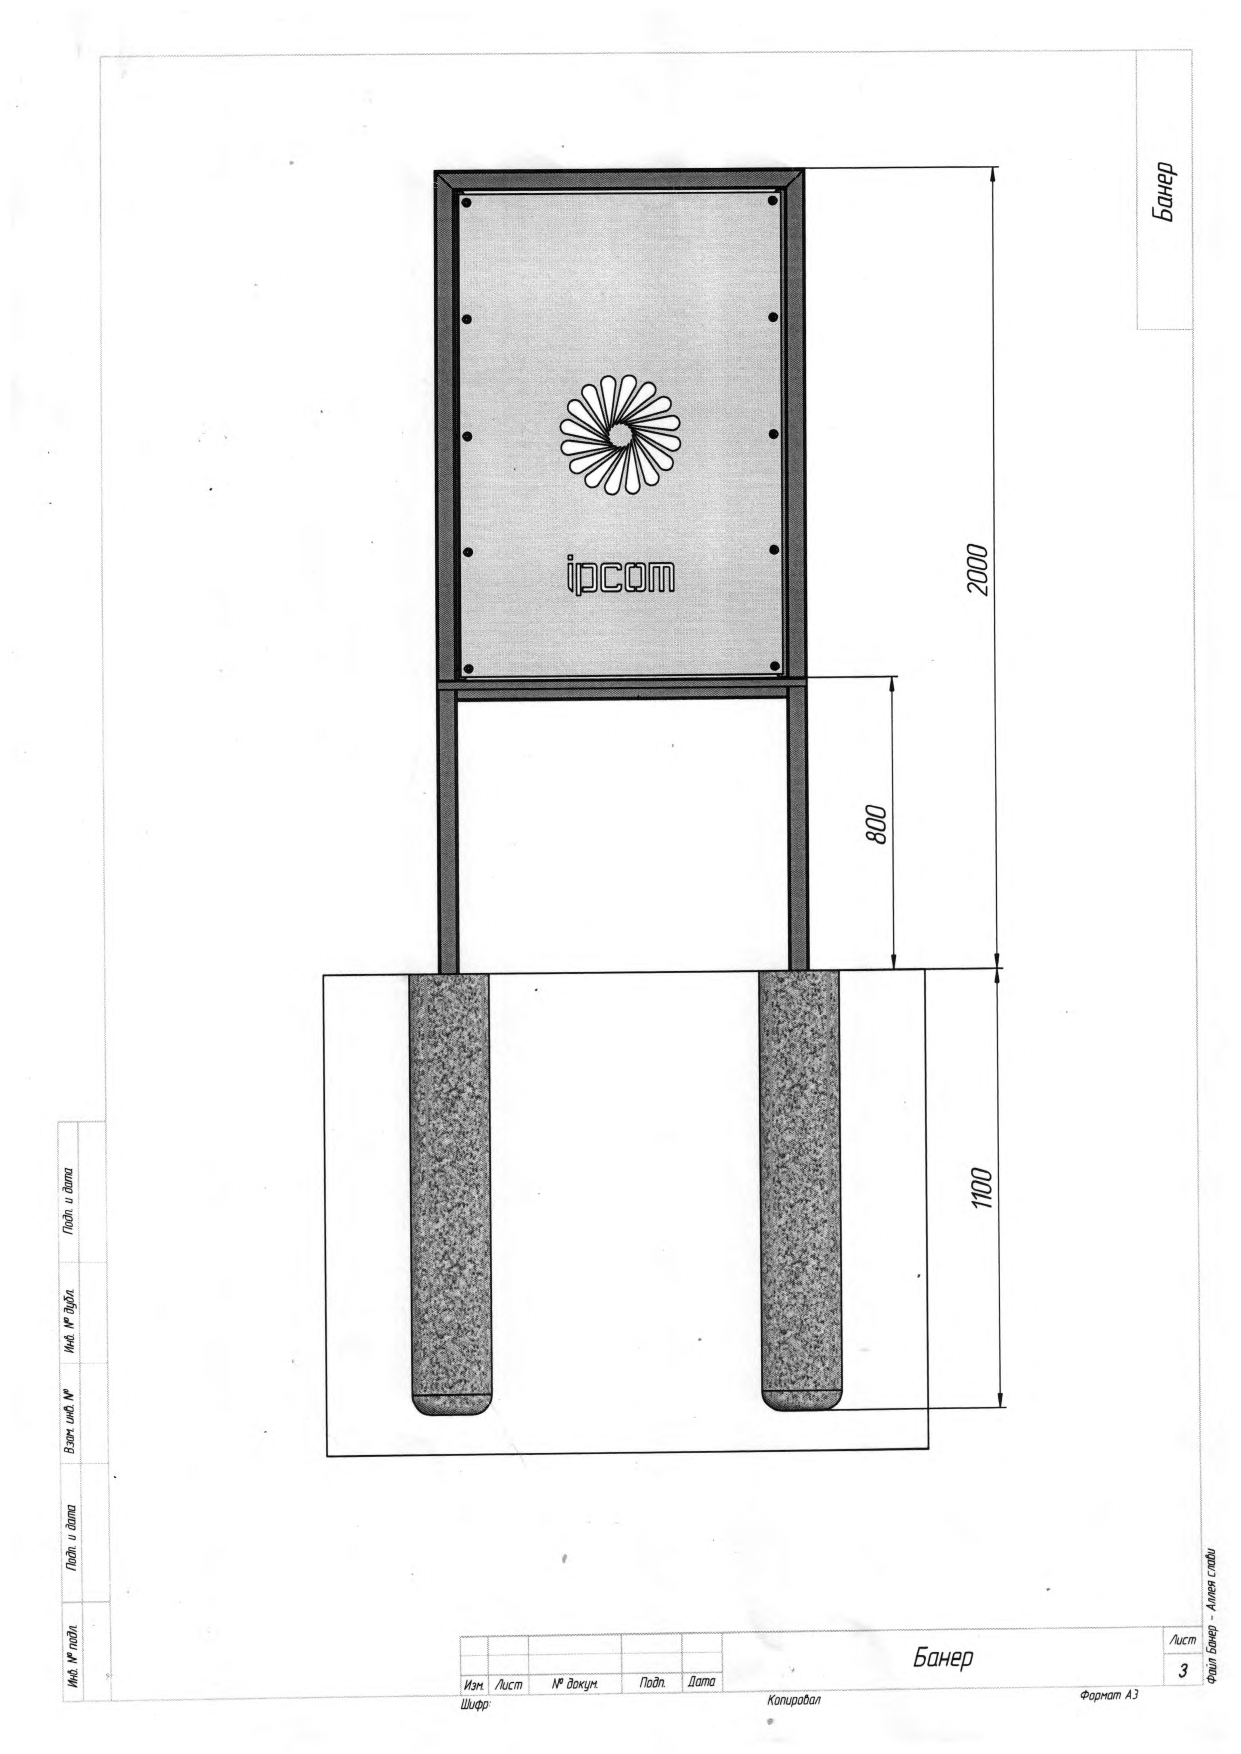 Банер
ipcom
2000
800
1100
Подп. и дата
Инв. № дубл.
Взам. инв. №
Подп. и дата
Инв. № подл.
Изм. Лист № докум. Подп. Дата
Банер
Лист
3
Шифр:
Копировал
Формат А3
Файл Банер - Аллея слави